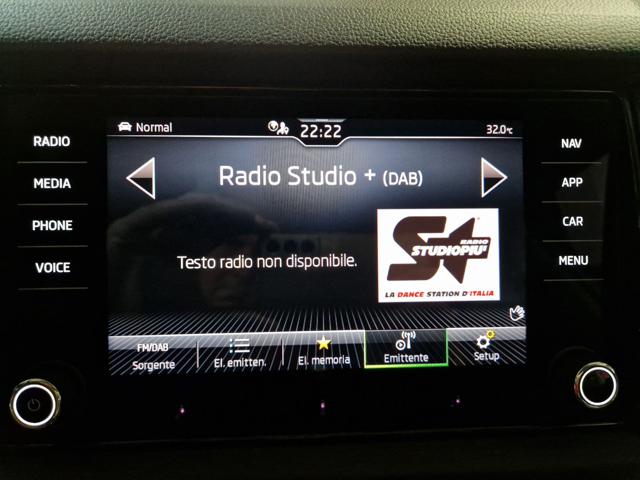 Normal
22:22
32.0°C
RADIO
MEDIA
PHONE
VOICE
NAV
APP
CAR
MENU
Radio Studio + (DAB)
Testo radio non disponibile.
RADIO
STUDIOPIU'
LA DANCE STATION D'ITALIA
FM/DAB
Sorgente
El. emitten.
El. memoria
Emittente
Setup